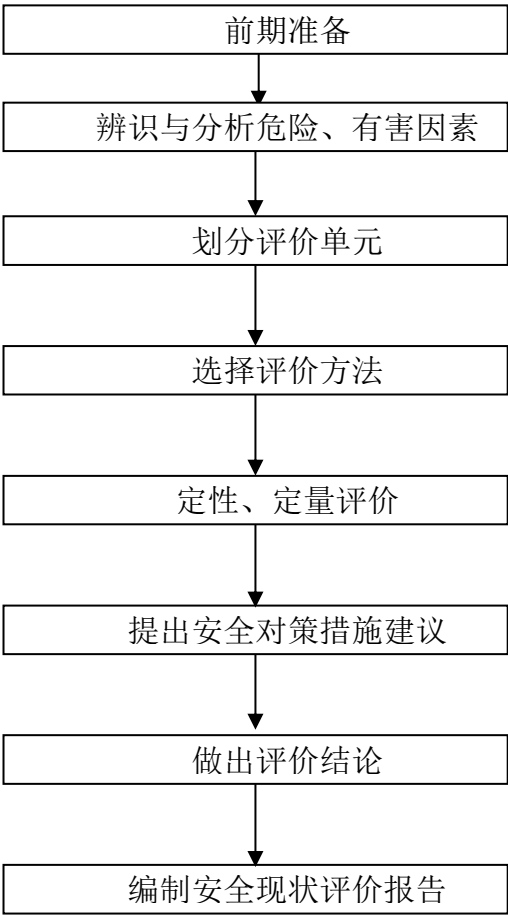 前期准备
辨识与分析危险、有害因素
划分评价单元
选择评价方法
定性、定量评价
提出安全对策措施建议
做出评价结论
编制安全现状评价报告